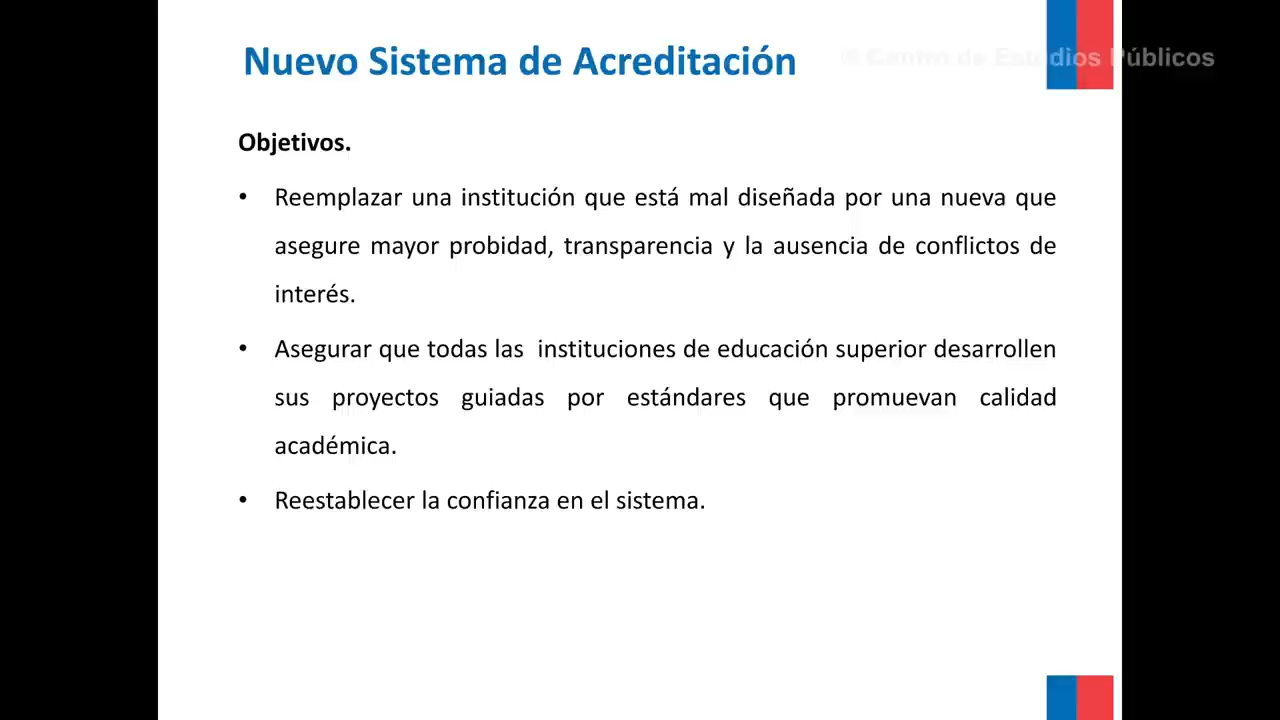 Nuevo Sistema de Acreditación
© Centro de Estudios Públicos
Objetivos.
• Reemplazar una institución que está mal diseñada por una nueva que
asegure mayor probidad, transparencia y la ausencia de conflictos de
interés.
• Asegurar que todas las instituciones de educación superior desarrollen
sus proyectos guiadas por estándares que promuevan calidad
académica.
• Reestablecer la confianza en el sistema.